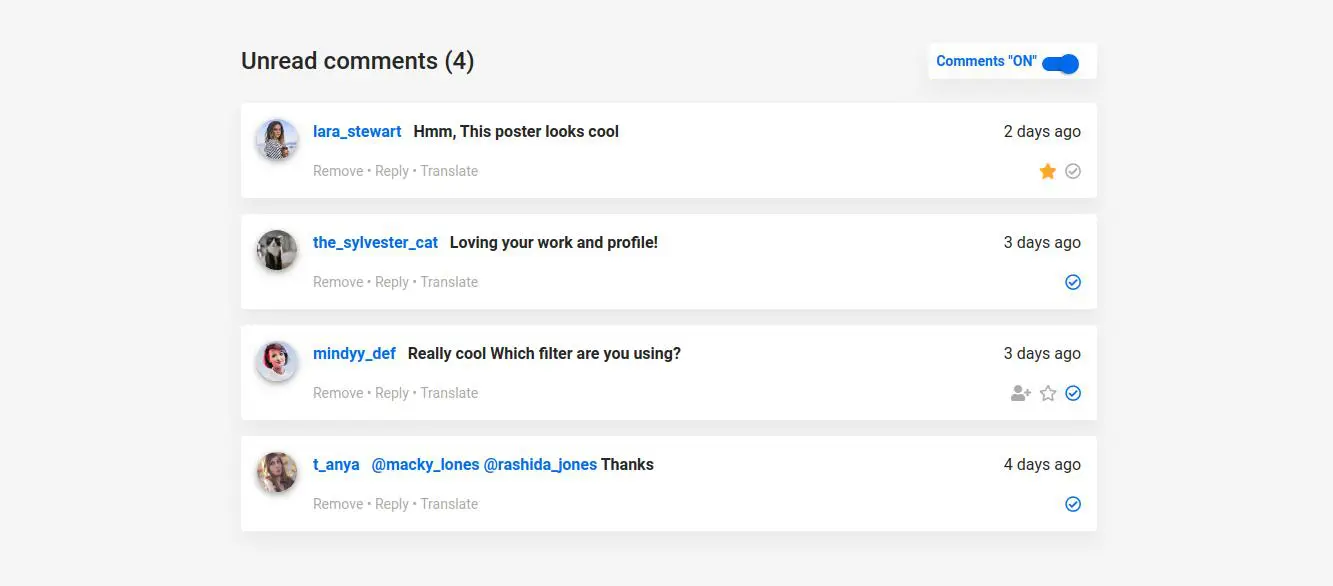 Unread comments (4)
Comments "ON"
lara_stewart Hmm, This poster looks cool
2 days ago
Remove • Reply • Translate
the_sylvester_cat Loving your work and profile!
3 days ago
Remove • Reply • Translate
mindyy_def Really cool Which filter are you using?
3 days ago
Remove • Reply • Translate
t_anya @macky_lones @rashida_jones Thanks
4 days ago
Remove • Reply • Translate